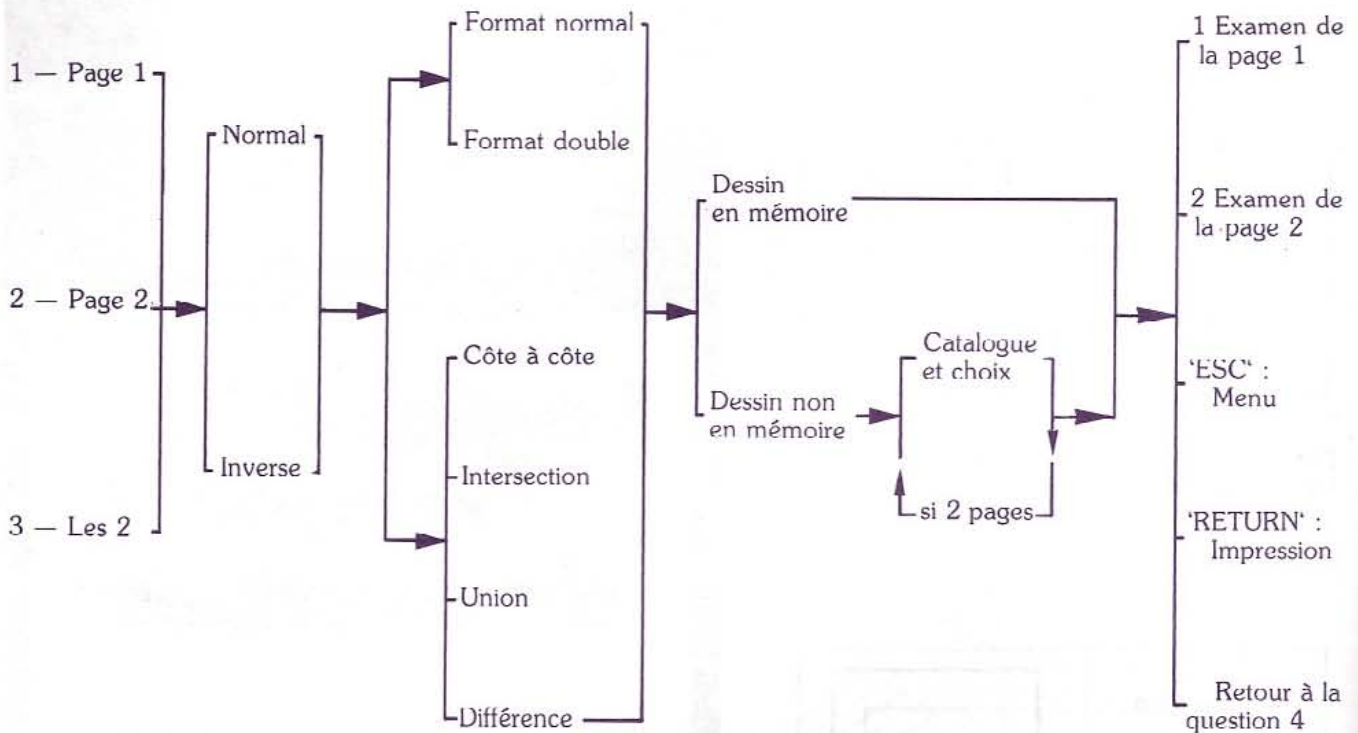 1 — Page 1
2 — Page 2
3 — Les 2
Normal
Inverse
Format normal
Format double
Côte à côte
Intersection
Union
Différence
Dessin
en mémoire
Dessin non
en mémoire
Catalogue
et choix
si 2 pages
1 Examen de
la page 1
2 Examen de
la page 2
'ESC' :
Menu
'RETURN' :
Impression
Retour à la
question 4